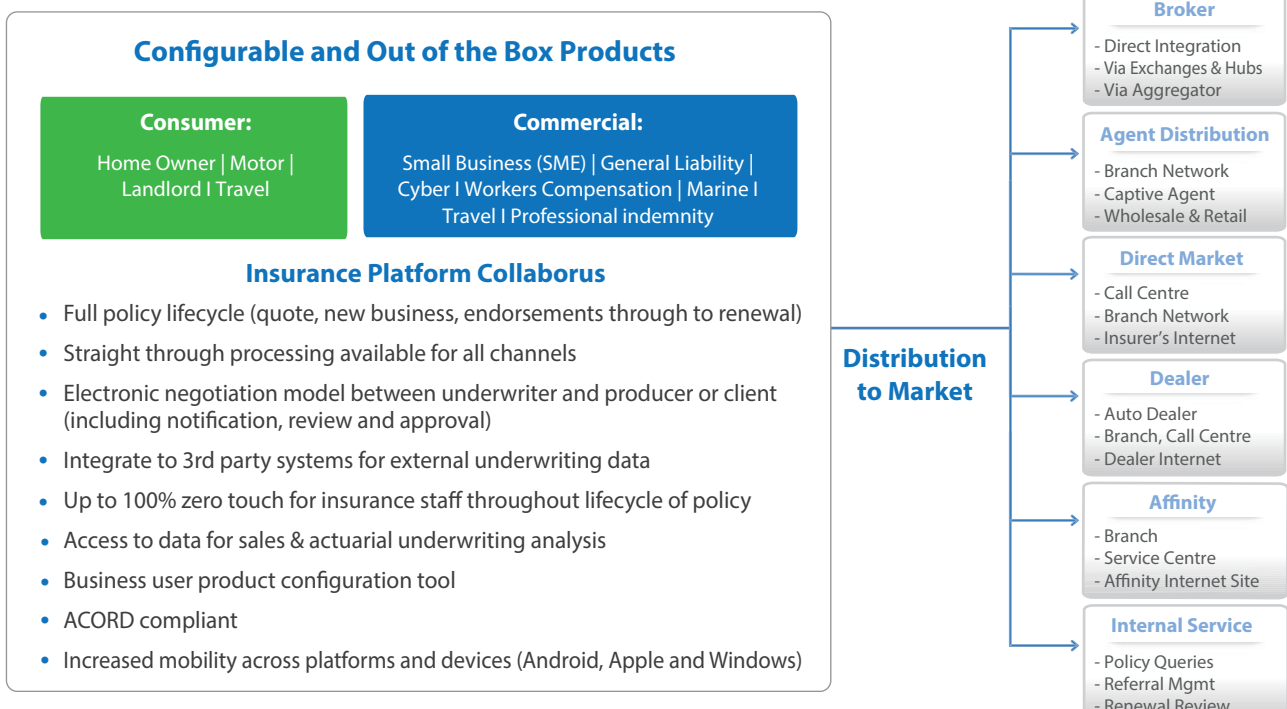 Configurable and Out of the Box Products
Consumer:
Home Owner | Motor |
Landlord I Travel
Commercial:
Small Business (SME) | General Liability |
Cyber I Workers Compensation | Marine I
Travel I Professional indemnity
Insurance Platform Collaborus
• Full policy lifecycle (quote, new business, endorsements through to renewal)
• Straight through processing available for all channels
• Electronic negotiation model between underwriter and producer or client
(including notification, review and approval)
• Integrate to 3rd party systems for external underwriting data
• Up to 100% zero touch for insurance staff throughout lifecycle of policy
• Access to data for sales & actuarial underwriting analysis
• Business user product configuration tool
• ACORD compliant
• Increased mobility across platforms and devices (Android, Apple and Windows)
Distribution
to Market
Broker
- Direct Integration
- Via Exchanges & Hubs
- Via Aggregator
Agent Distribution
- Branch Network
- Captive Agent
- Wholesale & Retail
Direct Market
- Call Centre
- Branch Network
- Insurer's Internet
Dealer
- Auto Dealer
- Branch, Call Centre
- Dealer Internet
Affinity
- Branch
- Service Centre
- Affinity Internet Site
Internal Service
- Policy Queries
- Referral Mgmt
- Renewal Review